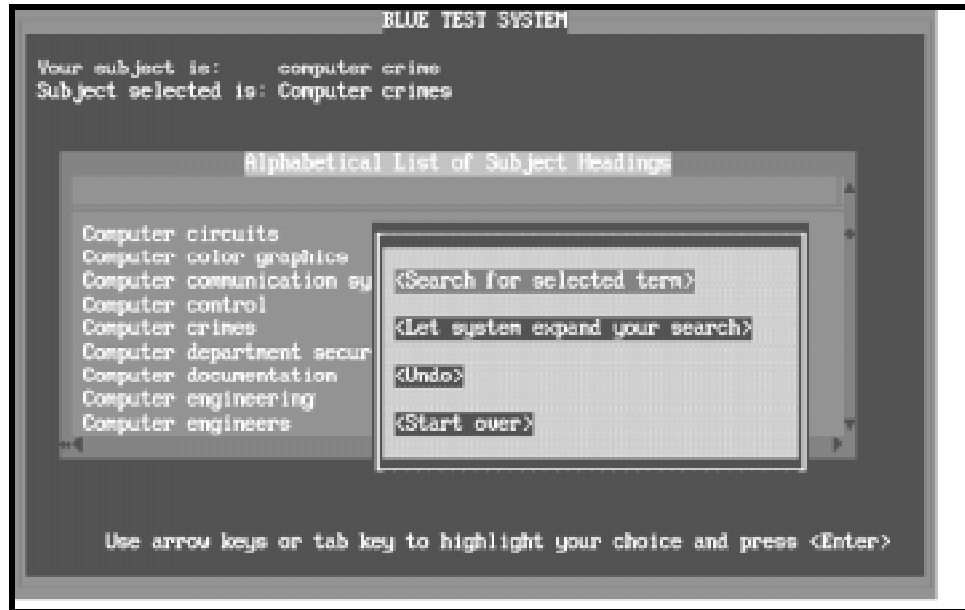 BLUE TEST SYSTEM
Your subject is: computer crime
Subject selected is: Computer crimes
Alphabetical List of Subject Headings
Computer circuits
Computer color graphics
Computer communication sy
Computer control
Computer crimes
Computer department secur
Computer documentation
Computer engineering
Computer engineers
<Search for selected term>
<Let system expand your search>
<Undo>
<Start over>
Use arrow keys or tab key to highlight your choice and press <Enter>